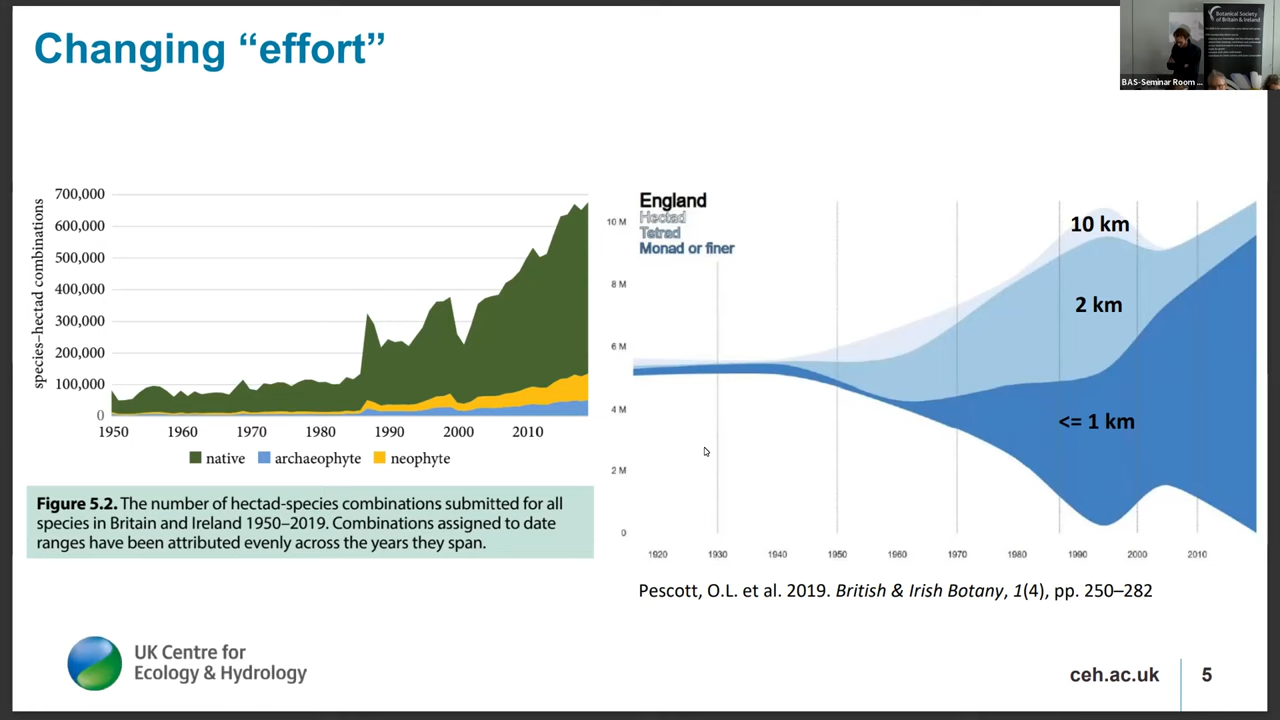 Changing “effort”
Botanical Society
of Britain & Ireland
BAS-Seminar Room ...
species–hectad combinations
700,000
600,000
500,000
400,000
300,000
200,000
100,000
0
1950
1960
1970
1980
1990
2000
2010
native
archaeophyte
neophyte
Figure 5.2. The number of hectad-species combinations submitted for all
species in Britain and Ireland 1950–2019. Combinations assigned to date
ranges have been attributed evenly across the years they span.
England
Hectad
Tetrad
Monad or finer
10 M
8 M
6 M
4 M
2 M
0
10 km
2 km
<= 1 km
1920
1930
1940
1950
1960
1970
1980
1990
2000
2010
Pescott, O.L. et al. 2019. British & Irish Botany, 1(4), pp. 250–282
UK Centre for
Ecology & Hydrology
ceh.ac.uk
5